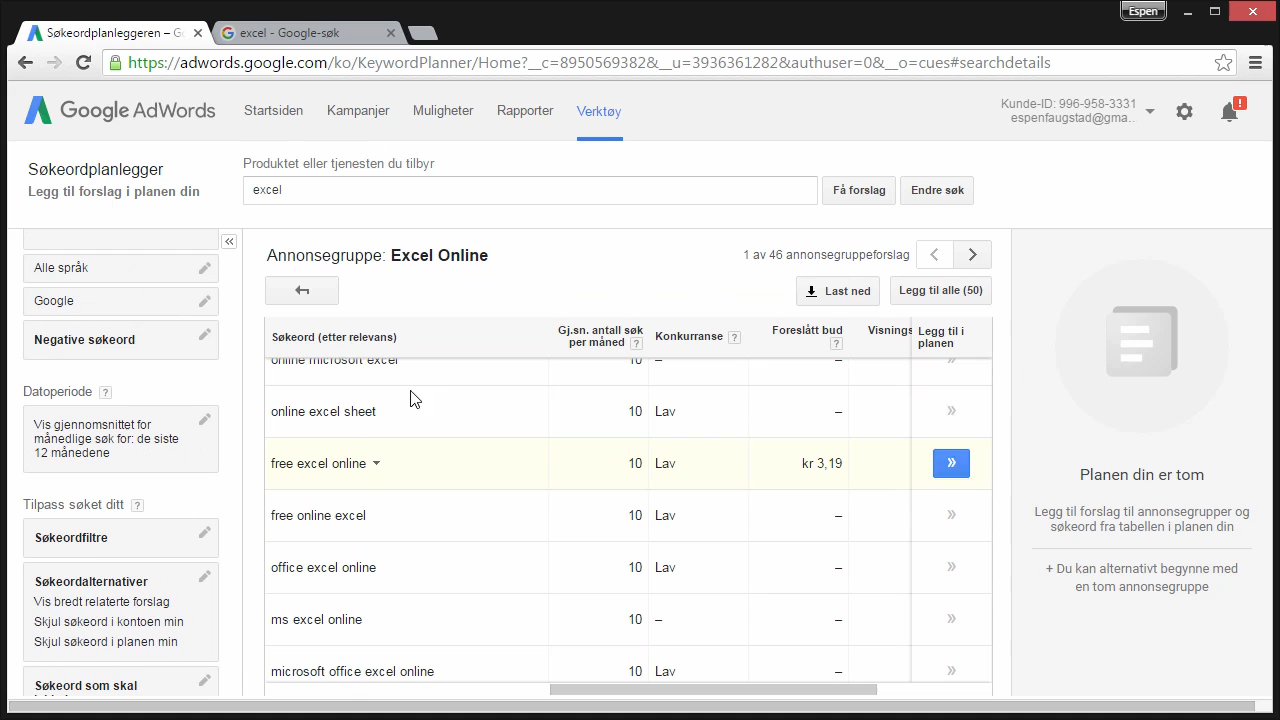 Espen
Søkeordplanleggeren – Go
excel - Google-søk
https://adwords.google.com/ko/KeywordPlanner/Home?__c=8950569382&__u=3936361282&authuser=0&__o=cues#searchdetails
Google AdWords
Startsiden
Kampanjer
Muligheter
Rapporter
Verktøy
Kunde-ID: 996-958-3331
espenfaugstad@gma...
!
Søkeordplanlegger
Legg til forslag i planen din
Produktet eller tjenesten du tilbyr
excel
Få forslag
Endre søk
Alle språk
Google
Negative søkeord
Datoperiode ?
Vis gjennomsnittet for
månedlige søk for: de siste
12 månedene
Tilpass søket ditt ?
Søkeordfiltre
Søkeordalternativer
Vis bredt relaterte forslag
Skjul søkeord i kontoen min
Skjul søkeord i planen min
Søkeord som skal
Annonsegruppe: Excel Online
1 av 46 annonsegruppeforslag
Last ned
Legg til alle (50)
Søkeord (etter relevans)
Gj.sn. antall søk
per måned ?
Konkurranse ?
Foreslått bud
?
Visnings
Legg til i
planen
online microsoft excel 10 – – »
online excel sheet 10 Lav – »
free excel online 10 Lav kr 3,19 »
free online excel 10 Lav – »
office excel online 10 Lav – »
ms excel online 10 – – »
microsoft office excel online 10 Lav – »
Planen din er tom
Legg til forslag til annonsegrupper og
søkeord fra tabellen i planen din
+ Du kan alternativt begynne med
en tom annonsegruppe